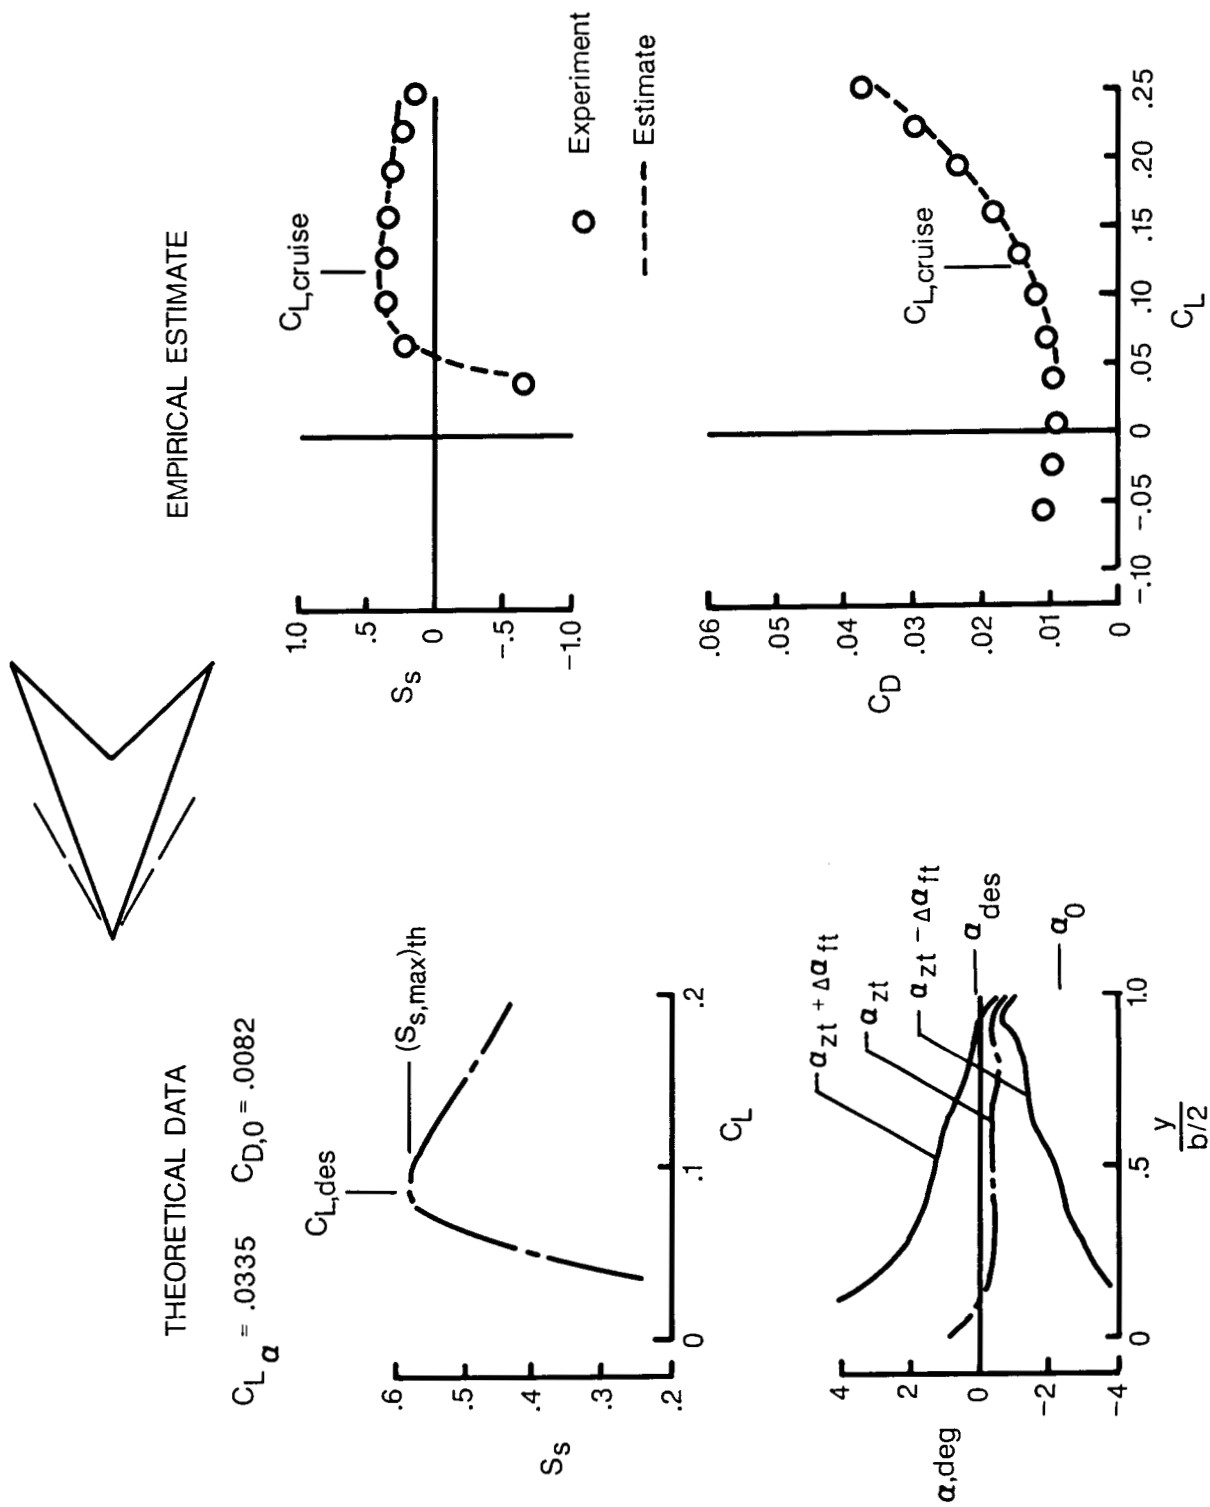 THEORETICAL DATA
C_Lα = .0335 C_D,0 = .0082
C_L,des
(S_s,max)th
.6
.5
.4
.3
.2
S_s
0 .1 .2
C_L
α_zt + Δα_ft
α_zt
α_zt − Δα_ft
α_des
α_0
4
2
0
−2
−4
α,deg
0 .5 1.0
y
b/2
EMPIRICAL ESTIMATE
C_L,cruise
1.0
.5
0
−.5
−1.0
S_s
Experiment
Estimate
C_L,cruise
.06
.05
.04
.03
.02
.01
0
C_D
−.10 −.05 0 .05 .10 .15 .20 .25
C_L